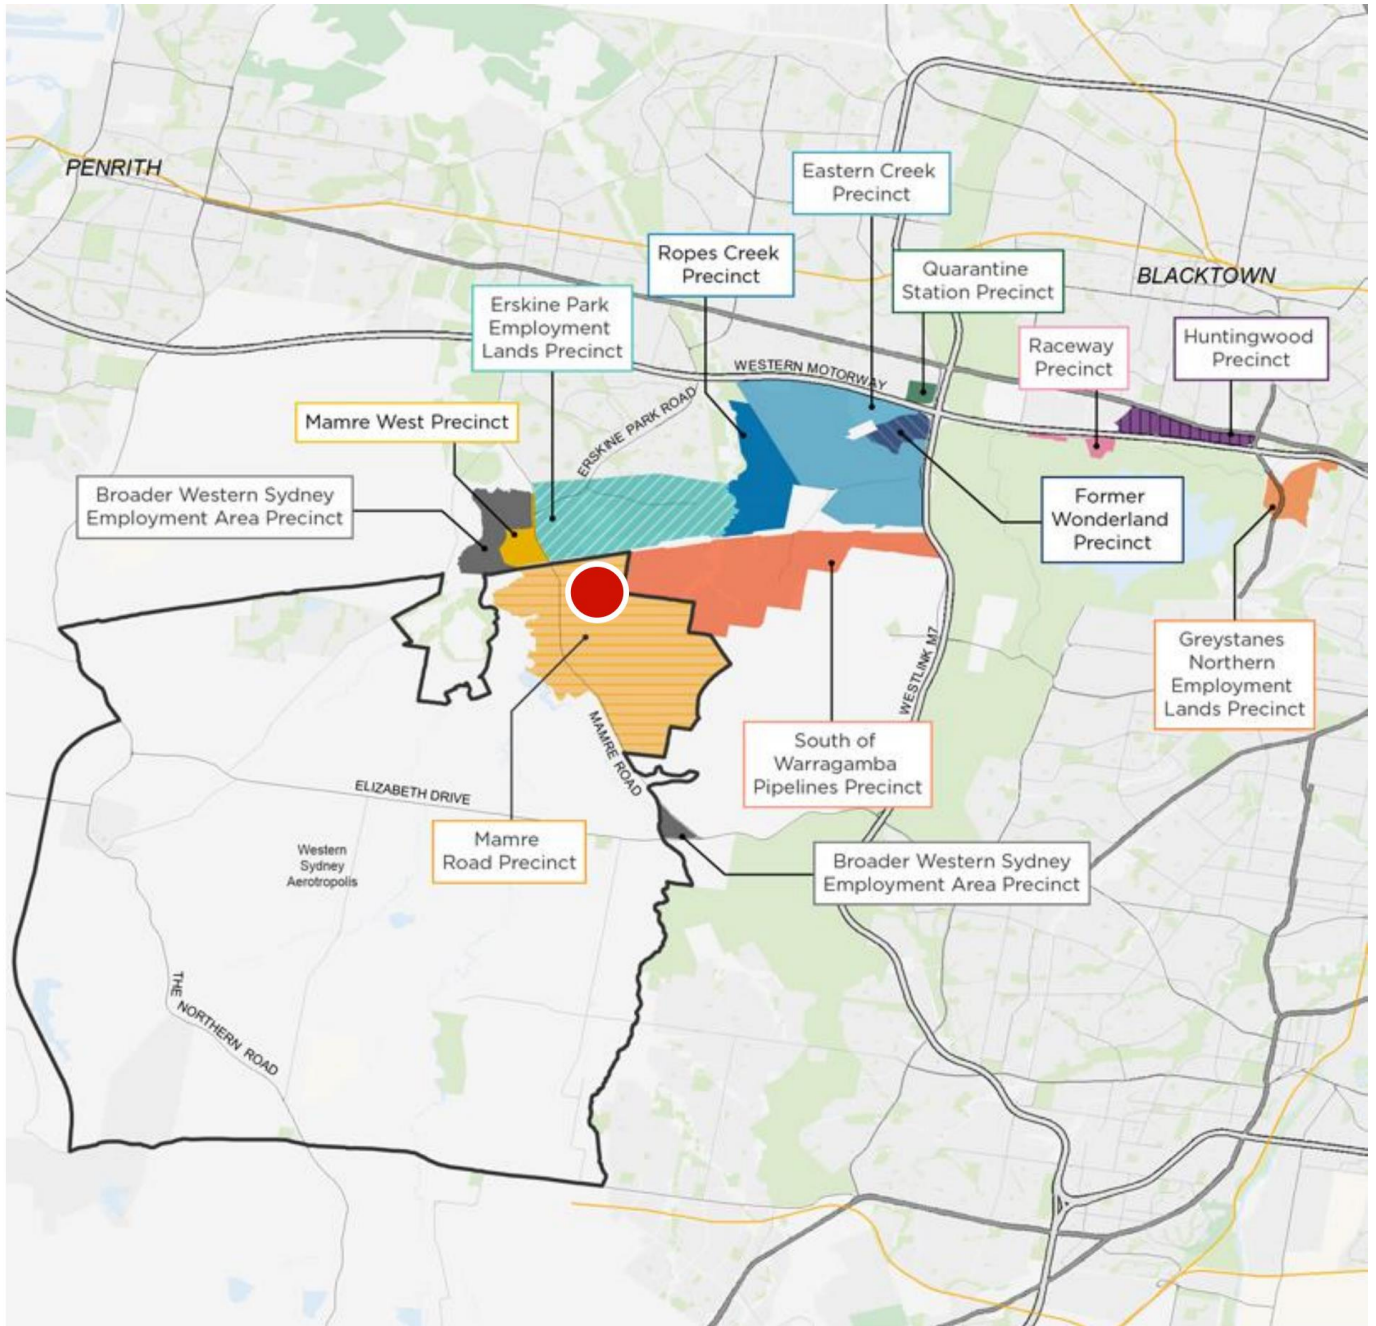 PENRITH
Eastern Creek
Precinct
Ropes Creek
Precinct
Quarantine
Station Precinct
BLACKTOWN
Erskine Park
Employment
Lands Precinct
Raceway
Precinct
Huntingwood
Precinct
WESTERN MOTORWAY
ERSKINE PARK ROAD
Mamre West Precinct
Broader Western Sydney
Employment Area Precinct
Former
Wonderland
Precinct
Greystanes
Northern
Employment
Lands Precinct
WESTLINK M7
MAMRE ROAD
South of
Warragamba
Pipelines Precinct
ELIZABETH DRIVE
Mamre
Road Precinct
Western
Sydney
Aerotropolis
Broader Western Sydney
Employment Area Precinct
THE NORTHERN ROAD